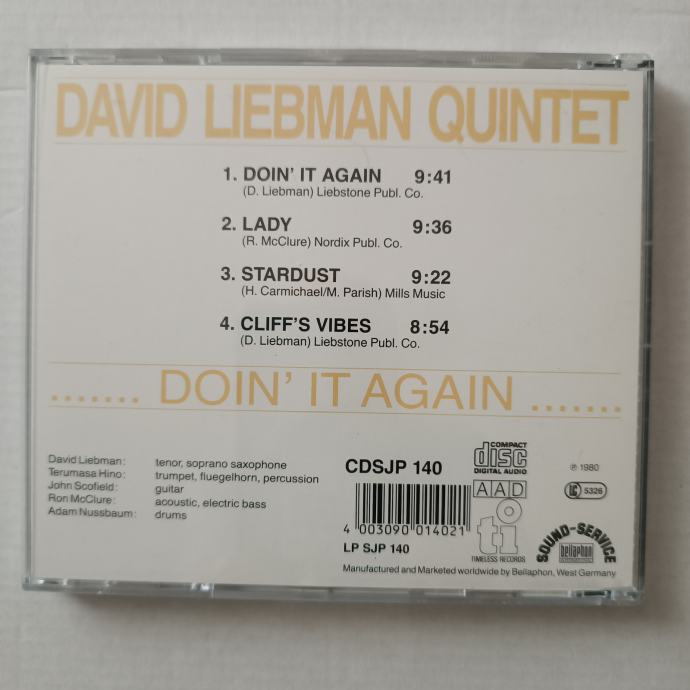 DAVID LIEBMAN QUINTET
1. DOIN' IT AGAIN 9:41
(D. Liebman) Liebstone Publ. Co.
2. LADY 9:36
(R. McClure) Nordix Publ. Co.
3. STARDUST 9:22
(H. Carmichael/M. Parish) Mills Music
4. CLIFF'S VIBES 8:54
(D. Liebman) Liebstone Publ. Co.
....... DOIN' IT AGAIN .......
David Liebman: tenor, soprano saxophone
Terumasa Hino: trumpet, fluegelhorn, percussion
John Scofield: guitar
Ron McClure: acoustic, electric bass
Adam Nussbaum: drums
CDSJP 140
4 003090 014021
LP SJP 140
COMPACT
disc
DIGITAL AUDIO
AAD
ti
TIMELESS RECORDS
℗ 1980
LC 5326
SOUND-SERVICE
bellaphon
Manufactured and Marketed worldwide by Bellaphon, West Germany